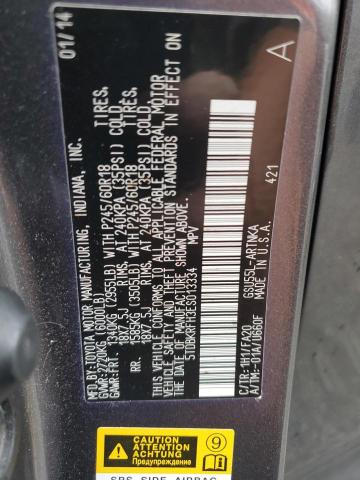 MFD.BY:TOYOTA MOTOR MANUFACTURING, INDIANA, INC. 01/14
GVWR:2720KG (6000LB)
GAWR:FRT. 1340KG (2955LB) WITH P245/60R18 TIRES,
18X7.5J RIMS, AT 240KPA (35PSI) COLD.
RR. 1585KG (3505LB) WITH P245/60R18 TIRES,
18X7.5J RIMS, AT 240KPA (35PSI) COLD.
THIS VEHICLE CONFORMS TO ALL APPLICABLE FEDERAL MOTOR
VEHICLE SAFETY AND THEFT PREVENTION STANDARDS IN EFFECT
ON THE DATE OF MANUFACTURE SHOWN ABOVE.
MPV
A
C/TR:1H1/FA20 GSU55L-ARTNKA
A/TM:-01A/U660F MADE IN U.S.A. 421
CAUTION
ATTENTION
Предупреждение
9
SRS SIDE AIRBAG